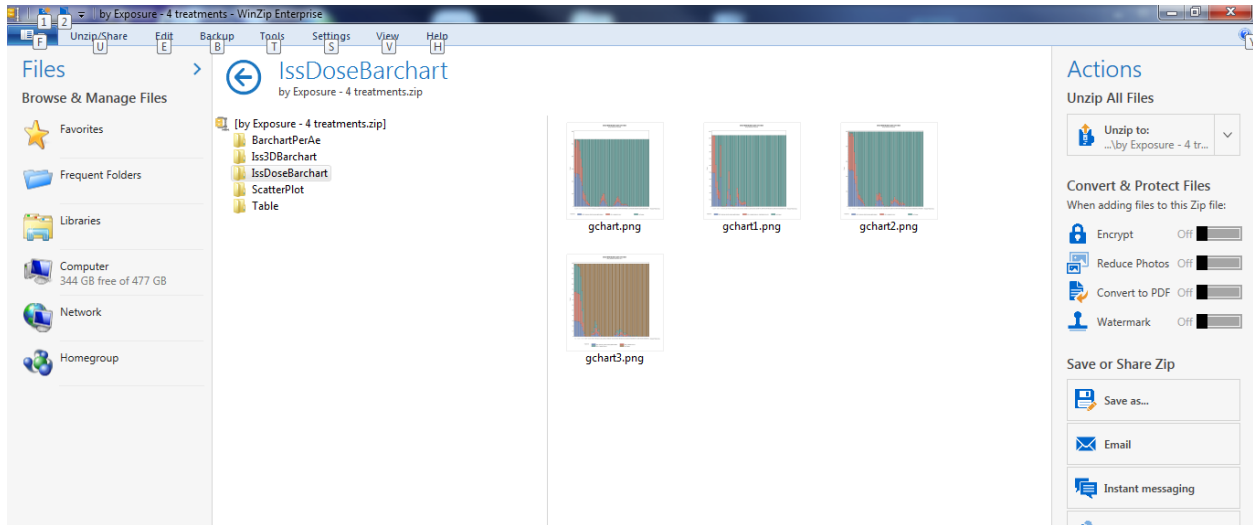 1 2 by Exposure - 4 treatments - WinZip Enterprise
F Unzip/Share Edit Backup Tools Settings View Help
U E B T S V H Y
Files
Browse & Manage Files
Favorites
Frequent Folders
Libraries
Computer
344 GB free of 477 GB
Network
Homegroup
IssDoseBarchart
by Exposure - 4 treatments.zip
[by Exposure - 4 treatments.zip]
BarchartPerAe
Iss3DBarchart
IssDoseBarchart
ScatterPlot
Table
gchart.png gchart1.png gchart2.png
gchart3.png
Actions
Unzip All Files
Unzip to:
...\by Exposure - 4 tr...
Convert & Protect Files
When adding files to this Zip file:
Encrypt Off
Reduce Photos Off
Convert to PDF Off
Watermark Off
Save or Share Zip
Save as...
Email
Instant messaging